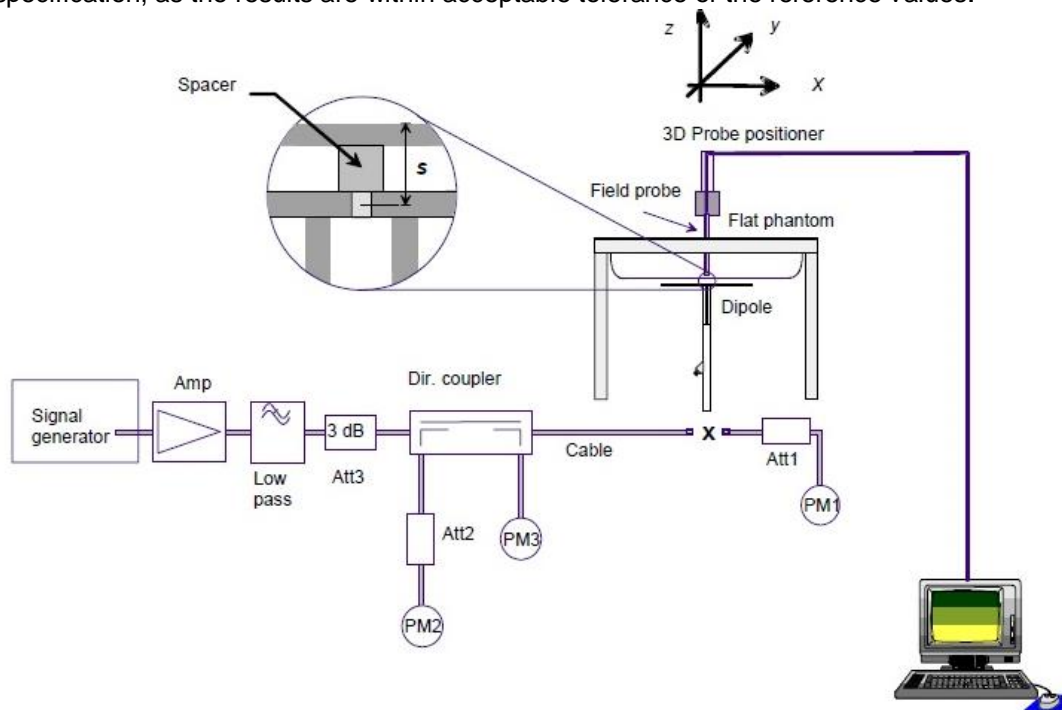 specification, as the results are within acceptable tolerance of the reference values.
z
y
X
Spacer
s
3D Probe positioner
Field probe
Flat phantom
Dipole
Signal
generator
Amp
Low
pass
3 dB
Att3
Dir. coupler
Att2
PM2
PM3
Cable
X
Att1
PM1